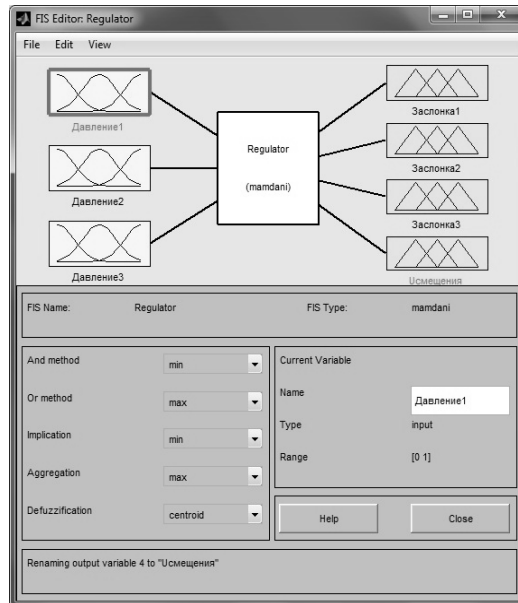 FIS Editor: Regulator
File Edit View
Давление1
Давление2
Давление3
Regulator
(mamdani)
Заслонка1
Заслонка2
Заслонка3
Uсмещения
FIS Name: Regulator FIS Type: mamdani
And method min
Or method max
Implication min
Aggregation max
Defuzzification centroid
Current Variable
Name Давление1
Type input
Range [0 1]
Help Close
Renaming output variable 4 to "Uсмещения"